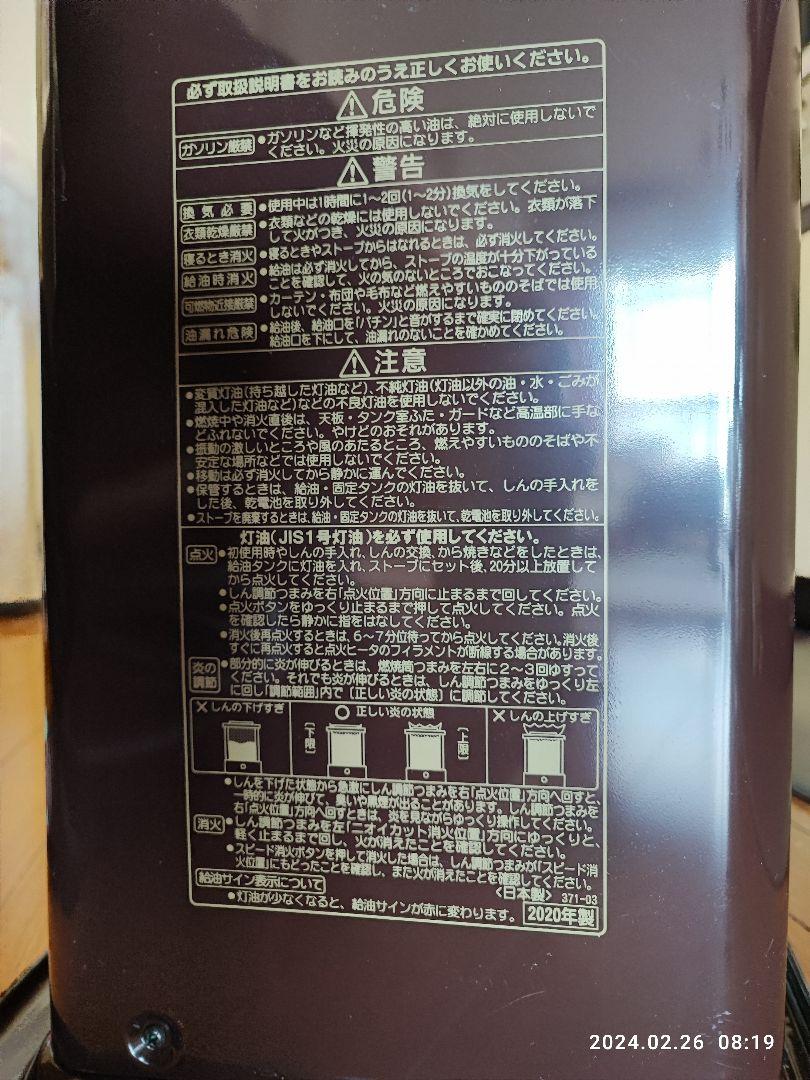 必ず取扱説明書をお読みのうえ正しくお使いください。
⚠危険
ガソリン厳禁 ●ガソリンなど揮発性の高い油は、絶対に使用しないで
ください。火災の原因になります。
⚠警告
換気必要 ●使用中は1時間に1〜2回(1〜2分)換気をしてください。
衣類乾燥厳禁 ●衣類などの乾燥には使用しないでください。衣類が落下
して火がつき、火災の原因になります。
寝るとき消火 ●寝るときやストーブからはなれるときは、必ず消火してください。
給油時消火 ●給油は必ず消火してから、ストーブの温度が十分下がっている
ことを確認して、火の気のないところでおこなってください。
可燃物近接厳禁 ●カーテン・布団や毛布など燃えやすいもののそばでは使用
しないでください。火災の原因になります。
油漏れ危険 ●給油後、給油口を「パチン」と音がするまで確実に閉めてください。
給油口を下にして、油漏れのないことを確かめてください。
⚠注意
●変質灯油(持ち越した灯油など)、不純灯油(灯油以外の油・水・ごみが
混入した灯油など)などの不良灯油を使用しないでください。
●燃焼中や消火直後は、天板・タンク室ふた・ガードなど高温部に手な
どふれないでください。やけどのおそれがあります。
●振動の激しいところや風のあたるところ、燃えやすいもののそばや不
安定な場所などでは使用しないでください。
●移動は必ず消火してから静かに運んでください。
●保管するときは、給油・固定タンクの灯油を抜いて、しんの手入れを
した後、乾電池を取り外してください。
●ストーブを廃棄するときは、給油・固定タンクの灯油を抜いて、乾電池を取り外してください。
灯油(JIS1号灯油)を必ず使用してください。
点火 ●初使用時やしんの手入れ、しんの交換、から焼きなどをしたときは、
給油タンクに灯油を入れ、ストーブにセット後、20分以上放置して
から点火してください。
●しん調節つまみを右「点火位置」方向に止まるまで回してください。
●点火ボタンをゆっくり止まるまで押して点火してください。点火
を確認したら静かに指をはなしてください。
●消火後再点火するときは、6〜7分位待ってから点火してください。消火後
すぐに再点火すると点火ヒータのフィラメントが断線する場合があります。
炎の調節 ●部分的に炎が伸びるときは、燃焼筒つまみを左右に2〜3回ゆすって
ください。それでも炎が伸びるときは、しん調節つまみをゆっくり左
に回し「調節範囲」内で〔正しい炎の状態〕に調節してください。
×しんの下げすぎ ○正しい炎の状態 ×しんの上げすぎ
〔下限〕 〔上限〕
●しんを下げた状態から急激にしん調節つまみを右「点火位置」方向へ回すと、
一時的に炎が伸びて、臭いや黒煙が出ることがあります。しん調節つまみを
右「点火位置」方向へ回すときは、炎を見ながらゆっくり操作してください。
消火 ●しん調節つまみを左「ニオイカット消火位置」方向にゆっくりと、
軽く止まるまで回し、火が消えたことを確認してください。
●スピード消火ボタンを押して消火した場合は、しん調節つまみが「スピード消
火位置」にもどったことを確認し、また火が消えたことを確認してください。
給油サイン表示について 〈日本製〉 371-03
●灯油が少なくなると、給油サインが赤に変わります。 2020年製
2024.02.26 08:19